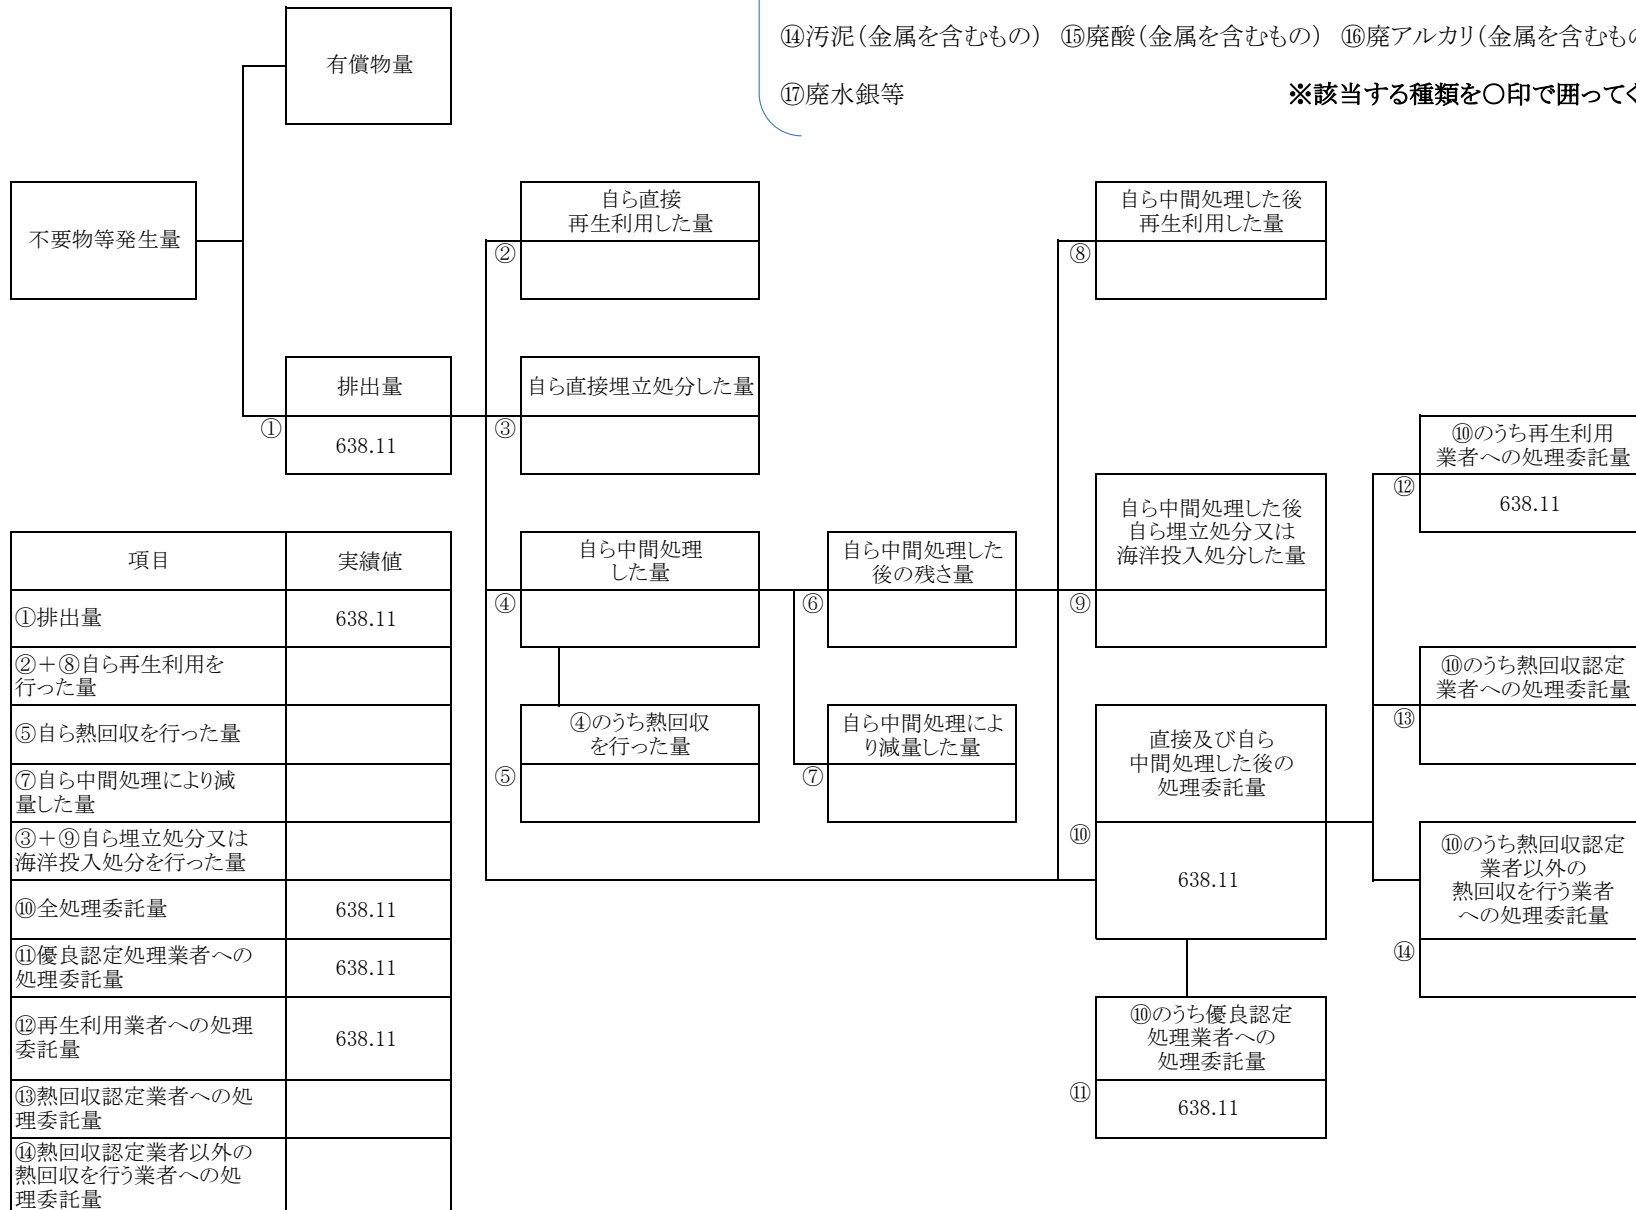 ⑭汚泥（金属を含むもの） ⑮廃酸（金属を含むもの） ⑯廃アルカリ（金属を含むもの
⑰廃水銀等
※該当する種類を○印で囲ってく
有償物量
不要物等発生量
自ら直接
再生利用した量
②
自ら中間処理した後
再生利用した量
⑧
排出量
①
638.11
自ら直接埋立処分した量
③
⑩のうち再生利用
業者への処理委託量
⑫
638.11
自ら中間処理
した量
④
自ら中間処理した
後の残さ量
⑥
自ら中間処理した後
自ら埋立処分又は
海洋投入処分した量
⑨
⑩のうち熱回収認定
業者への処理委託量
⑬
④のうち熱回収
を行った量
⑤
自ら中間処理によ
り減量した量
⑦
直接及び自ら
中間処理した後の
処理委託量
⑩
638.11
⑩のうち熱回収認定
業者以外の
熱回収を行う業者
への処理委託量
⑭
⑩のうち優良認定
処理業者への
処理委託量
⑪
638.11
項目 実績値
①排出量 638.11
②＋⑧自ら再生利用を
行った量
⑤自ら熱回収を行った量
⑦自ら中間処理により減
量した量
③＋⑨自ら埋立処分又は
海洋投入処分を行った量
⑩全処理委託量 638.11
⑪優良認定処理業者への
処理委託量 638.11
⑫再生利用業者への処理
委託量 638.11
⑬熱回収認定業者への処
理委託量
⑭熱回収認定業者以外の
熱回収を行う業者への処
理委託量